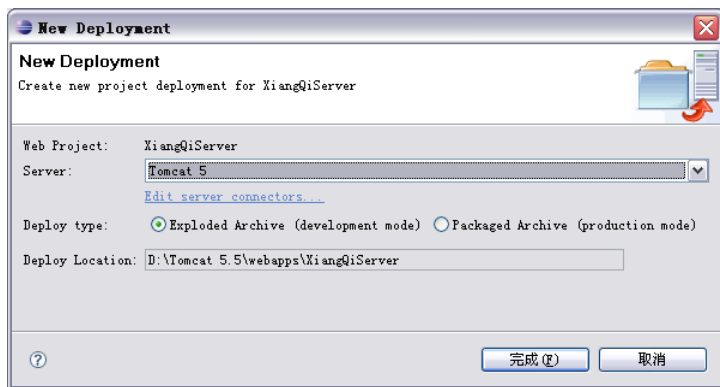 New Deployment
New Deployment
Create new project deployment for XiangQiServer
Web Project: XiangQiServer
Server: Tomcat 5
Edit server connectors...
Deploy type: Exploded Archive (development mode) Packaged Archive (production mode)
Deploy Location: D:\Tomcat 5.5\webapps\XiangQiServer
? 完成(F) 取消